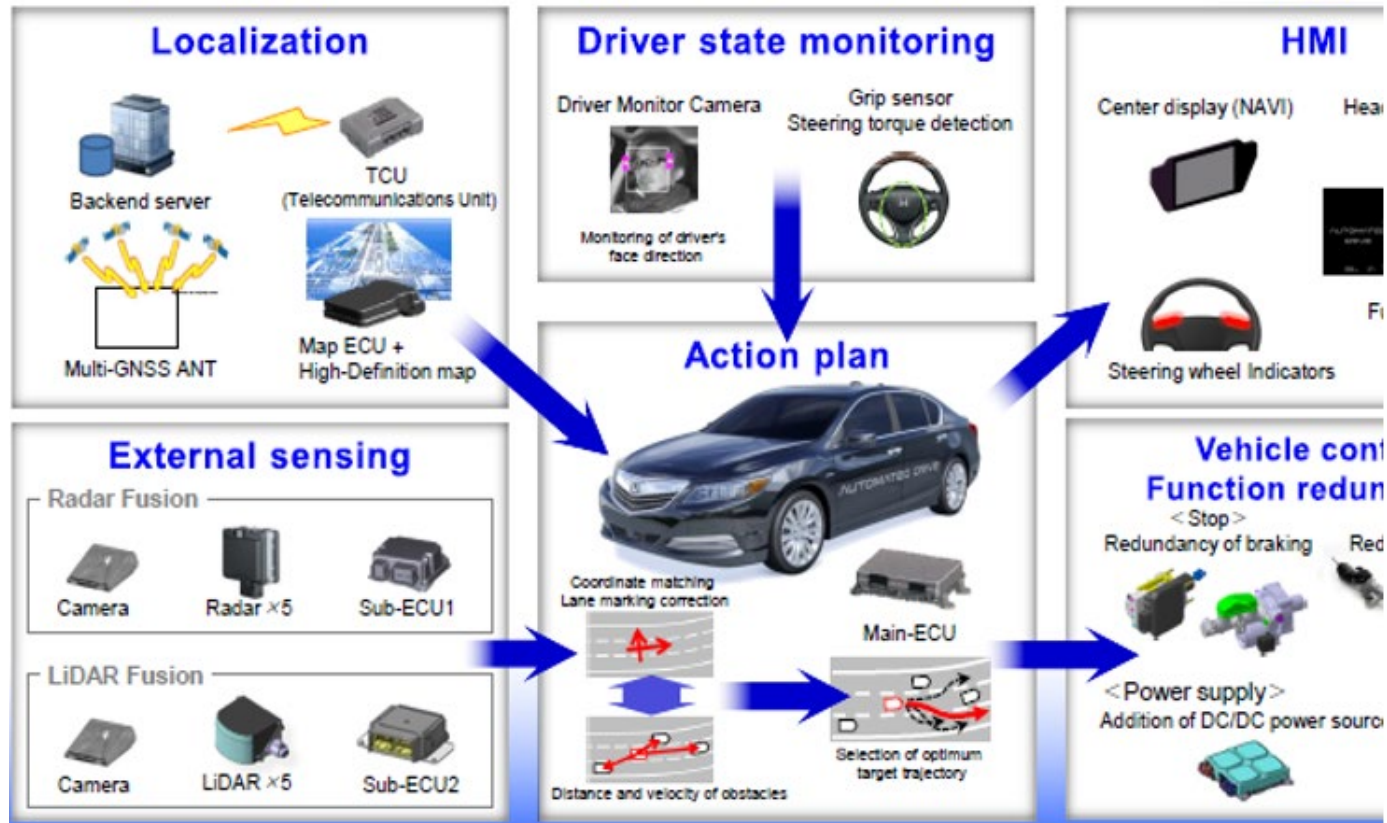 Localization
Backend server
TCU
(Telecommunications Unit)
Multi-GNSS ANT
Map ECU +
High-Definition map
Driver state monitoring
Driver Monitor Camera
Monitoring of driver's
face direction
Grip sensor
Steering torque detection
HMI
Center display (NAVI)
Steering wheel Indicators
External sensing
Radar Fusion
Camera
Radar ×5
Sub-ECU1
LiDAR Fusion
Camera
LiDAR ×5
Sub-ECU2
Action plan
AUTOMATED DRIVE
Coordinate matching
Lane marking correction
Main-ECU
Distance and velocity of obstacles
Selection of optimum
target trajectory
Vehicle
Function
<Stop>
Redundancy of braking
<Power supply>
Addition of DC/DC power